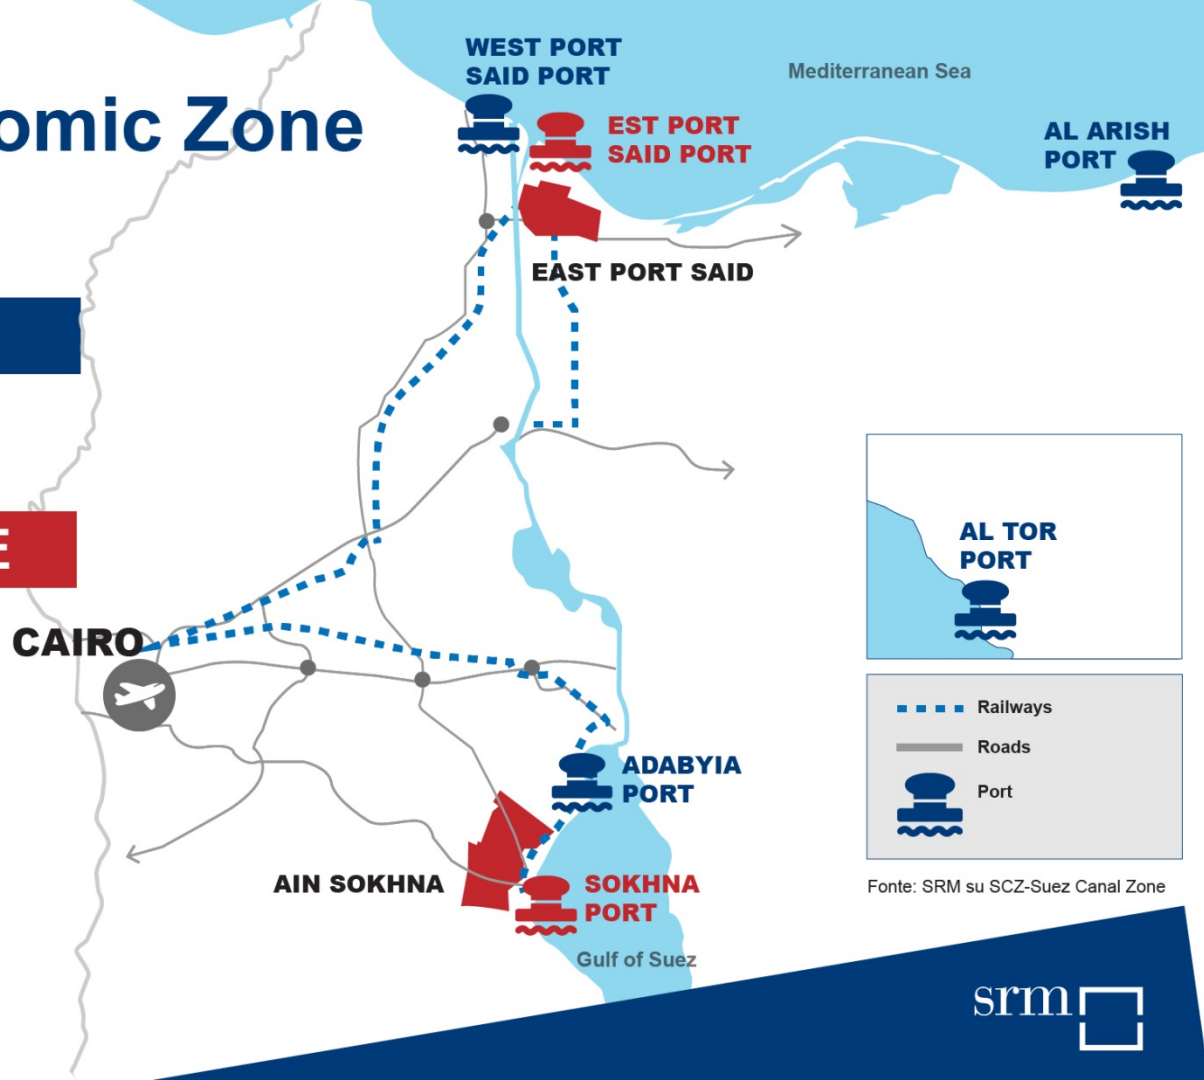 WEST PORT
SAID PORT
Mediterranean Sea
omic Zone
EST PORT
SAID PORT
AL ARISH
PORT
EAST PORT SAID
AL TOR
PORT
E
CAIRO
Railways
Roads
Port
ADABYIA
PORT
AIN SOKHNA
SOKHNA
PORT
Fonte: SRM su SCZ-Suez Canal Zone
Gulf of Suez
srm